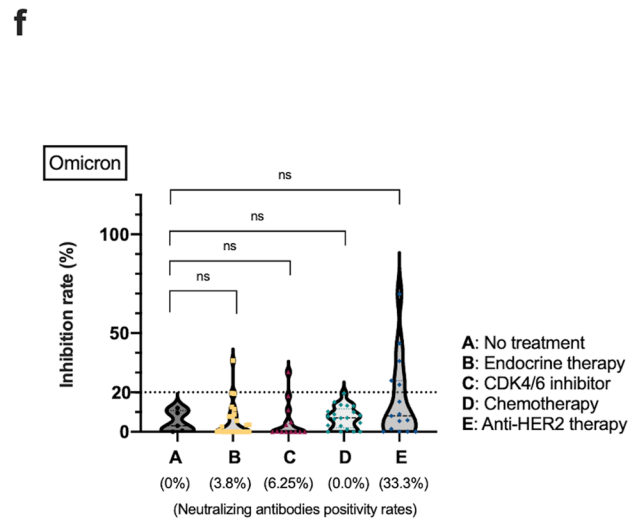 f
Omicron
ns
ns
ns
ns
Inhibition rate (%)
100
50
20
0
A B C D E
(0%) (3.8%) (6.25%) (0.0%) (33.3%)
(Neutralizing antibodies positivity rates)
A: No treatment
B: Endocrine therapy
C: CDK4/6 inhibitor
D: Chemotherapy
E: Anti-HER2 therapy